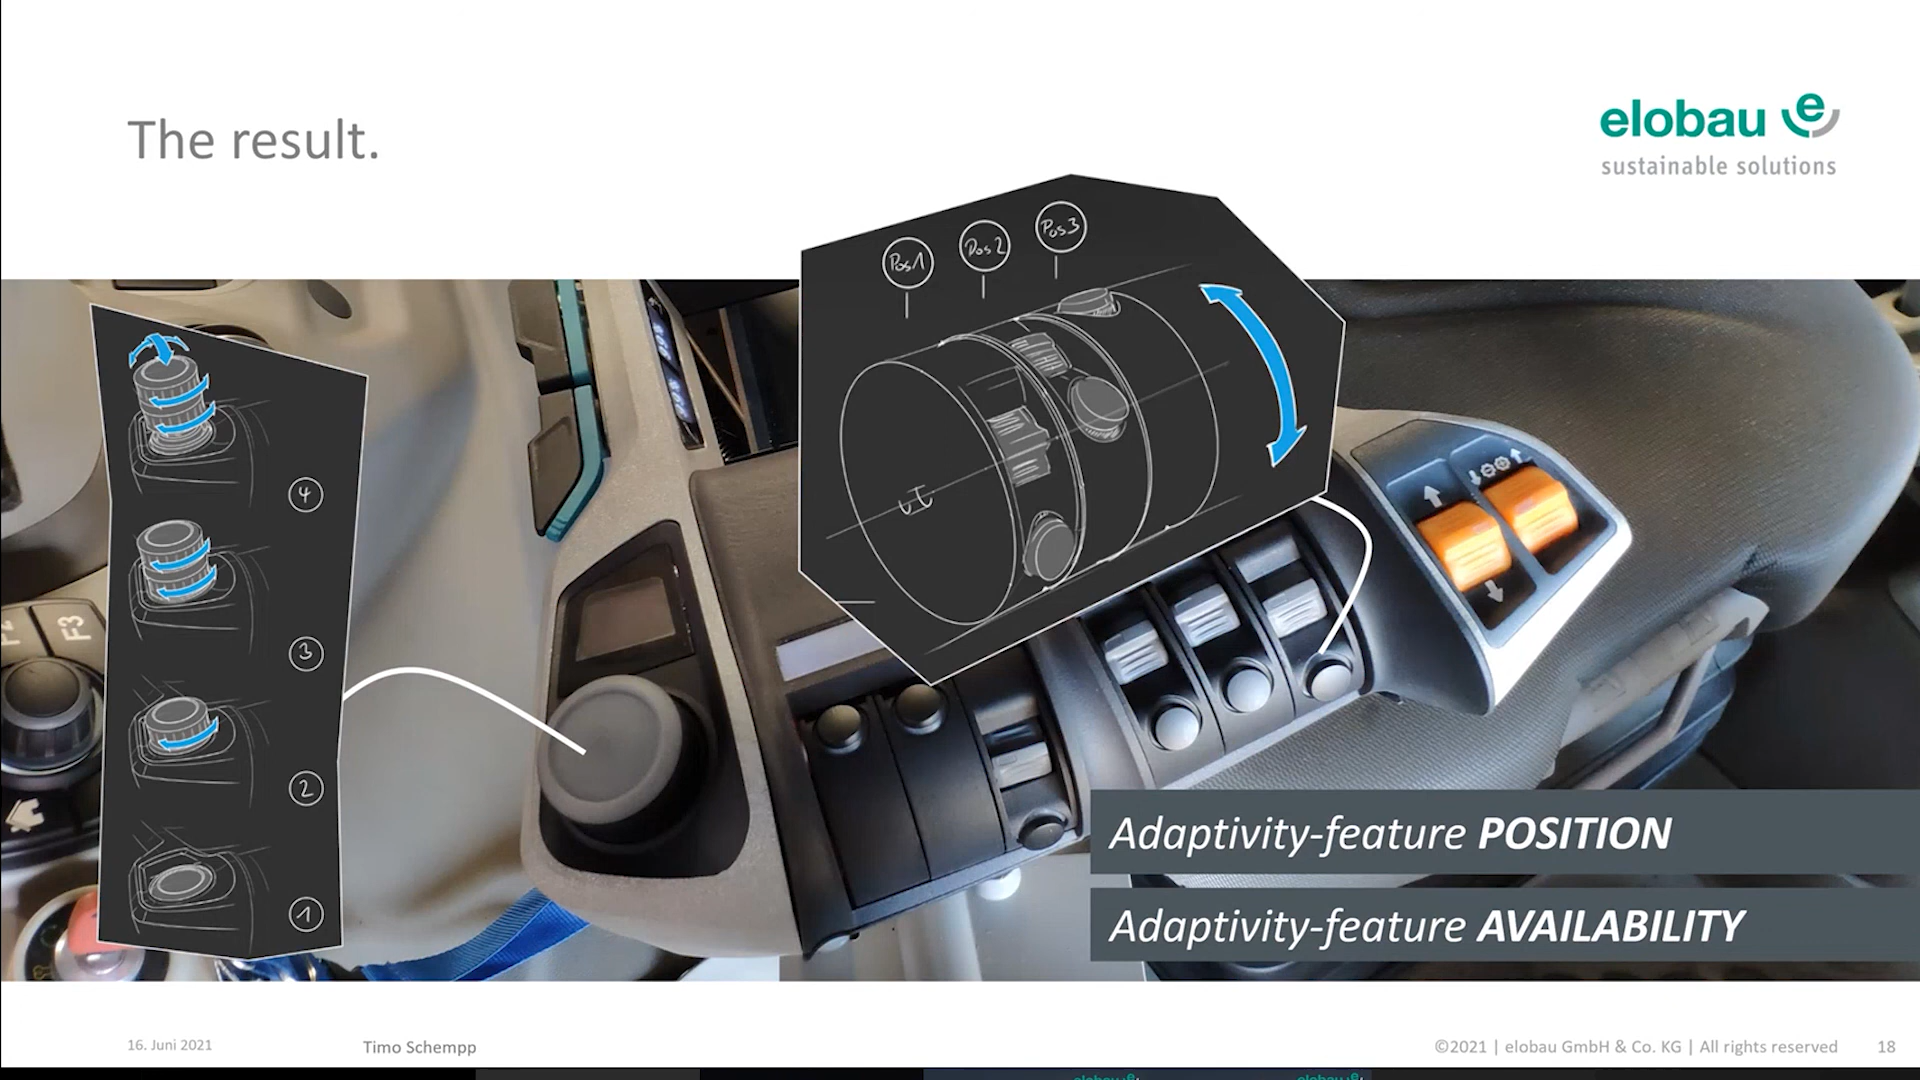 The result.
elobau e
sustainable solutions
Pos 1
Pos 2
Pos 3
4
3
2
1
F3
Adaptivity-feature POSITION
Adaptivity-feature AVAILABILITY
16. Juni 2021
Timo Schempp
©2021 | elobau GmbH & Co. KG | All rights reserved
18